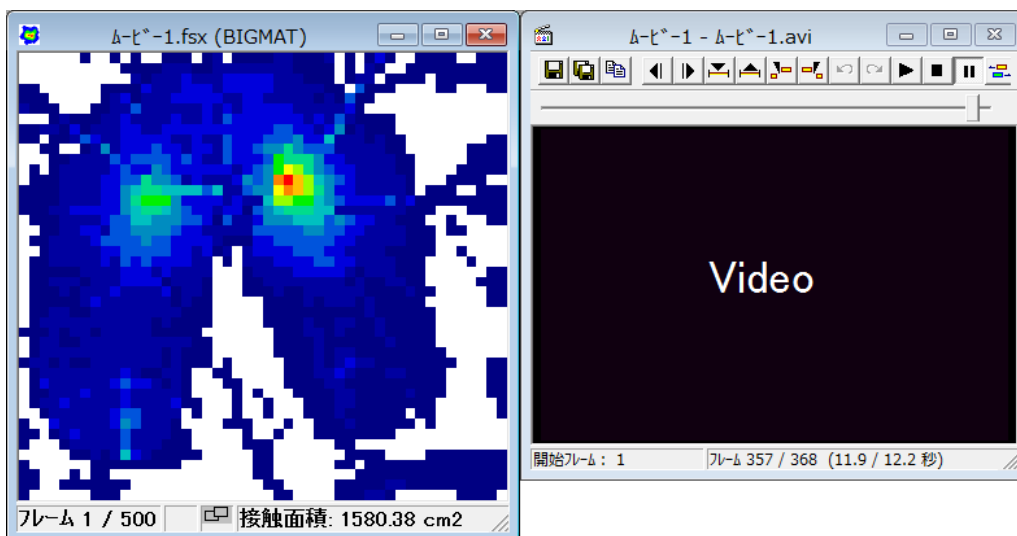 ﾑｰﾋﾞｰ1.fsx (BIGMAT)
フレーム 1 / 500
接触面積: 1580.38 cm2
ﾑｰﾋﾞｰ1 - ﾑｰﾋﾞｰ1.avi
Video
開始ﾌﾚｰﾑ : 1
ﾌﾚｰﾑ 357 / 368 (11.9 / 12.2 秒)